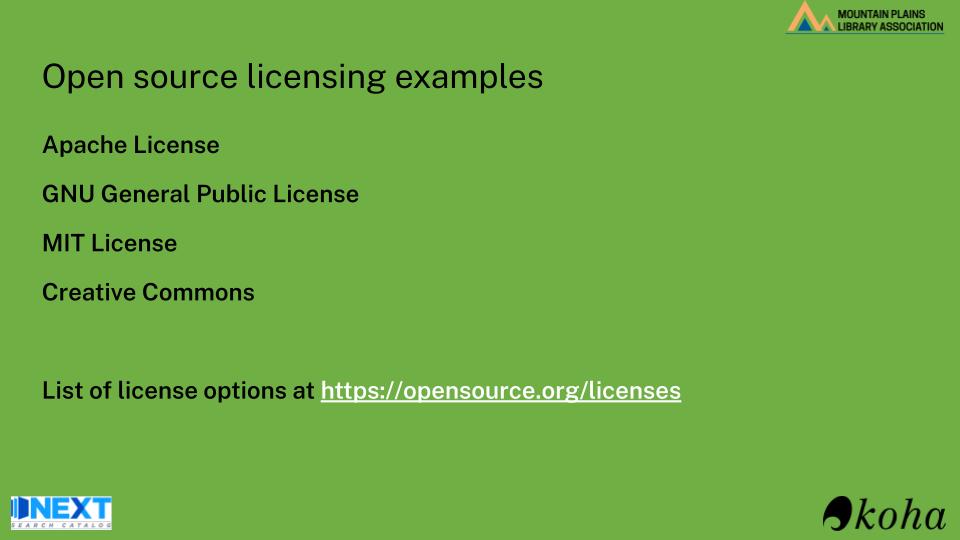 MOUNTAIN PLAINS
LIBRARY ASSOCIATION
Open source licensing examples
Apache License
GNU General Public License
MIT License
Creative Commons
List of license options at https://opensource.org/licenses
NEXT
SEARCH CATALOG
koha